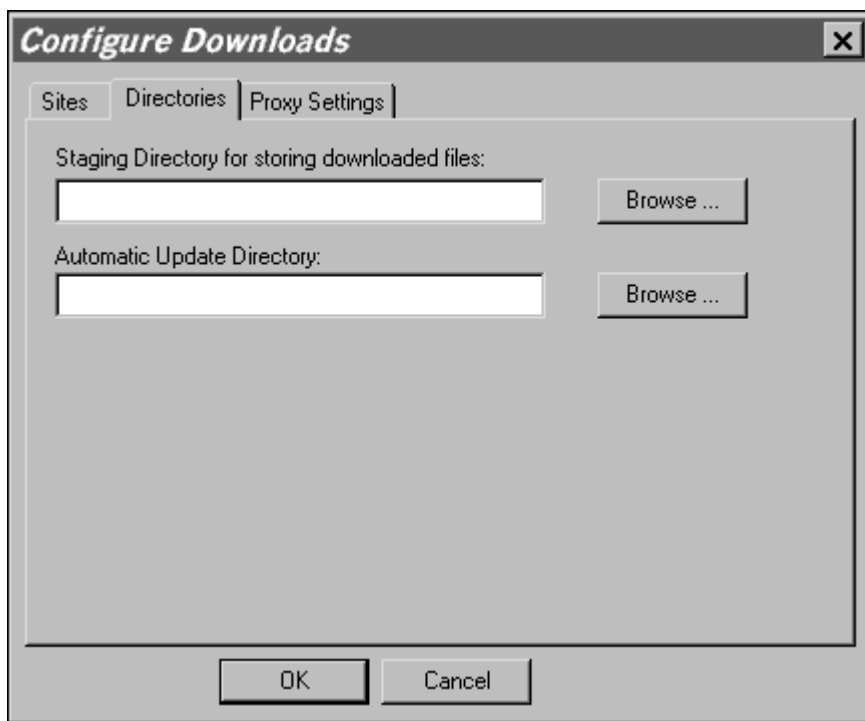 Configure Downloads
Sites Directories Proxy Settings
Staging Directory for storing downloaded files:
Browse ...
Automatic Update Directory:
Browse ...
OK Cancel